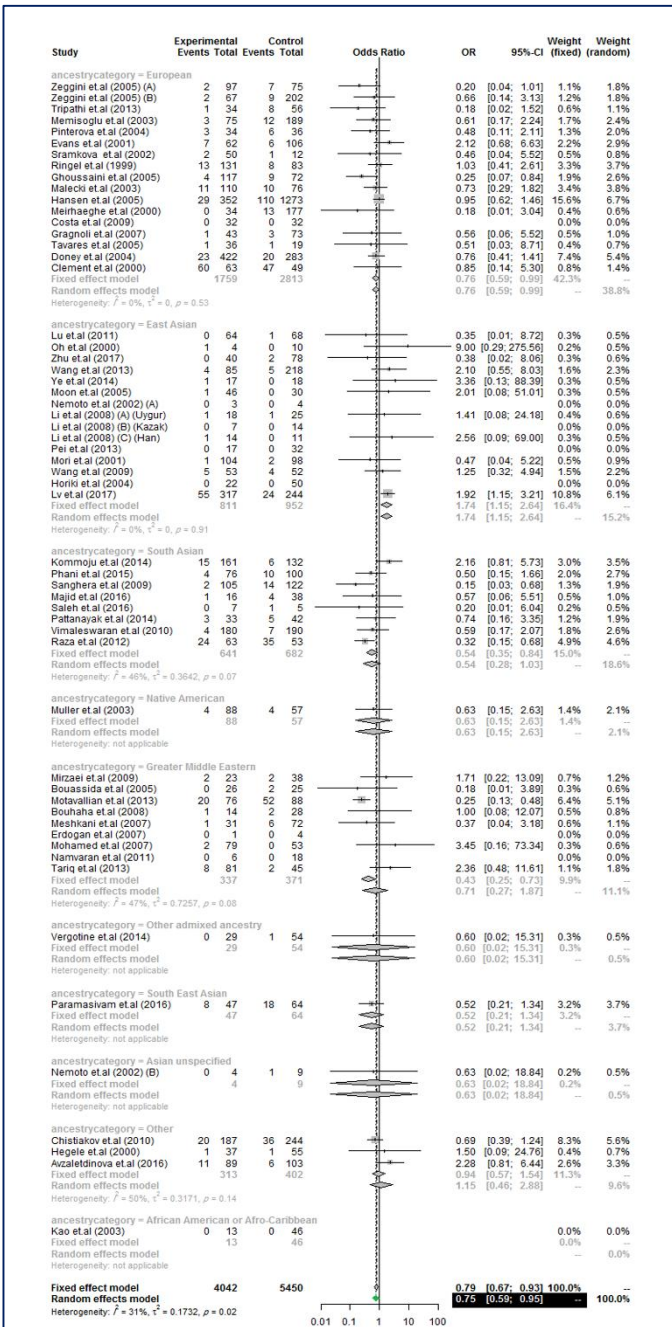 Experimental Control Weight Weight
Study Events Total Events Total Odds Ratio OR 95%-CI (fixed) (random)
ancestrycategory = European
Zeggini et.al (2005) (A) 2 97 7 75 0.20 [0.04; 1.01] 1.1% 1.8%
Zeggini et.al (2005) (B) 2 67 9 202 0.66 [0.14; 3.13] 1.2% 1.8%
Tripathi et.al (2013) 1 34 8 56 0.18 [0.02; 1.52] 0.6% 1.1%
Memisoglu et.al (2003) 3 75 12 189 0.61 [0.17; 2.24] 1.7% 2.4%
Pinterova et.al (2004) 3 34 6 36 0.48 [0.11; 2.11] 1.3% 2.0%
Evans et.al (2001) 7 62 6 106 2.12 [0.68; 6.63] 2.2% 2.9%
Sramkova et.al (2002) 2 50 1 12 0.46 [0.04; 5.52] 0.5% 0.8%
Ringel et.al (1999) 13 131 8 83 1.03 [0.41; 2.61] 3.3% 3.7%
Ghoussaini et.al (2005) 4 117 9 72 0.25 [0.07; 0.84] 2.0% 2.6%
Malecki et.al (2003) 11 110 10 76 0.73 [0.29; 1.82] 3.4% 3.8%
Hansen et.al (2005) 29 352 110 1273 0.95 [0.62; 1.46] 15.6% 6.7%
Meirhaeghe et.al (2000) 0 34 13 177 0.18 [0.01; 3.04] 0.4% 0.6%
Costa et.al (2009) 0 32 0 32 0.0% 0.0%
Gragnoli et.al (2007) 1 43 3 73 0.56 [0.06; 5.52] 0.5% 1.0%
Tavares et.al (2005) 1 36 1 19 0.51 [0.03; 8.71] 0.4% 0.7%
Doney et.al (2004) 23 422 20 283 0.76 [0.41; 1.41] 7.4% 5.4%
Clement et.al (2000) 60 63 47 49 0.85 [0.14; 5.30] 0.8% 1.4%
Fixed effect model 1759 2813 0.76 [0.59; 0.99] 42.3% --
Random effects model 0.76 [0.59; 0.99] -- 38.8%
Heterogeneity: I² = 0%, τ² = 0, p = 0.53
ancestrycategory = East Asian
Lu et.al (2011) 0 64 1 68 0.35 [0.01; 8.72] 0.3% 0.5%
Oh et.al (2000) 1 4 0 10 9.00 [0.29; 275.56] 0.2% 0.5%
Zhu et.al (2017) 0 40 2 78 0.38 [0.02; 8.06] 0.3% 0.6%
Wang et.al (2013) 4 85 5 218 2.10 [0.55; 8.03] 1.6% 2.3%
Ye et.al (2014) 1 17 0 18 3.36 [0.13; 88.39] 0.3% 0.5%
Moon et.al (2005) 1 46 0 30 2.01 [0.08; 51.01] 0.3% 0.5%
Nemoto et.al (2002) (A) 0 3 0 4 0.0% 0.0%
Li et.al (2008) (A) (Uygur) 1 18 1 25 1.41 [0.08; 24.18] 0.4% 0.6%
Li et.al (2008) (B) (Kazak) 0 7 0 14 0.0% 0.0%
Li et.al (2008) (C) (Han) 1 14 0 11 2.56 [0.09; 69.00] 0.3% 0.5%
Pei et.al (2013) 0 17 0 32 0.0% 0.0%
Mori et.al (2001) 1 104 2 98 0.47 [0.04; 5.22] 0.5% 0.9%
Wang et.al (2009) 5 53 4 52 1.25 [0.32; 4.94] 1.5% 2.2%
Horiki et.al (2004) 0 22 0 50 0.0% 0.0%
Lv et.al (2017) 55 317 24 244 1.92 [1.15; 3.21] 10.8% 6.1%
Fixed effect model 811 952 1.74 [1.15; 2.64] 16.4% --
Random effects model 1.74 [1.15; 2.64] -- 15.2%
Heterogeneity: I² = 0%, τ² = 0, p = 0.91
ancestrycategory = South Asian
Kommoju et.al (2014) 15 161 6 132 2.16 [0.81; 5.73] 3.0% 3.5%
Phani et.al (2015) 4 76 10 100 0.50 [0.15; 1.66] 2.0% 2.7%
Sanghera et.al (2009) 2 105 14 122 0.15 [0.03; 0.68] 1.3% 1.9%
Majid et.al (2016) 1 16 4 38 0.57 [0.06; 5.51] 0.5% 1.0%
Saleh et.al (2016) 0 7 1 5 0.20 [0.01; 6.04] 0.2% 0.5%
Pattanayak et.al (2014) 3 33 5 42 0.74 [0.16; 3.35] 1.2% 1.9%
Vimaleswaran et.al (2010) 4 180 7 190 0.59 [0.17; 2.07] 1.8% 2.6%
Raza et.al (2012) 24 63 35 53 0.32 [0.15; 0.68] 4.9% 4.6%
Fixed effect model 641 682 0.54 [0.35; 0.84] 15.0% --
Random effects model 0.54 [0.28; 1.03] -- 18.6%
Heterogeneity: I² = 46%, τ² = 0.3642, p = 0.07
ancestrycategory = Native American
Muller et.al (2003) 4 88 4 57 0.63 [0.15; 2.63] 1.4% 2.1%
Fixed effect model 88 57 0.63 [0.15; 2.63] 1.4% --
Random effects model 0.63 [0.15; 2.63] -- 2.1%
Heterogeneity: not applicable
ancestrycategory = Greater Middle Eastern
Mirzaei et.al (2009) 2 23 2 38 1.71 [0.22; 13.09] 0.7% 1.2%
Bouassida et.al (2005) 0 26 2 25 0.18 [0.01; 3.89] 0.3% 0.6%
Motavallian et.al (2013) 20 76 52 88 0.25 [0.13; 0.48] 6.4% 5.1%
Bouhaha et.al (2008) 1 14 2 28 1.00 [0.08; 12.07] 0.5% 0.8%
Meshkani et.al (2007) 1 31 6 72 0.37 [0.04; 3.18] 0.6% 1.1%
Erdogan et.al (2007) 0 1 0 4 0.0% 0.0%
Mohamed et.al (2007) 2 79 0 53 3.45 [0.16; 73.34] 0.3% 0.6%
Namvaran et.al (2011) 0 6 0 18 0.0% 0.0%
Tariq et.al (2013) 8 81 2 45 2.36 [0.48; 11.61] 1.1% 1.8%
Fixed effect model 337 371 0.43 [0.25; 0.73] 9.9% --
Random effects model 0.71 [0.27; 1.87] -- 11.1%
Heterogeneity: I² = 47%, τ² = 0.7257, p = 0.08
ancestrycategory = Other admixed ancestry
Vergotine et.al (2014) 0 29 1 54 0.60 [0.02; 15.31] 0.3% 0.5%
Fixed effect model 29 54 0.60 [0.02; 15.31] 0.3% --
Random effects model 0.60 [0.02; 15.31] -- 0.5%
Heterogeneity: not applicable
ancestrycategory = South East Asian
Paramasivam et.al (2016) 8 47 18 64 0.52 [0.21; 1.34] 3.2% 3.7%
Fixed effect model 47 64 0.52 [0.21; 1.34] 3.2% --
Random effects model 0.52 [0.21; 1.34] -- 3.7%
Heterogeneity: not applicable
ancestrycategory = Asian unspecified
Nemoto et.al (2002) (B) 0 4 1 9 0.63 [0.02; 18.84] 0.2% 0.5%
Fixed effect model 4 9 0.63 [0.02; 18.84] 0.2% --
Random effects model 0.63 [0.02; 18.84] -- 0.5%
Heterogeneity: not applicable
ancestrycategory = Other
Chistiakov et.al (2010) 20 187 36 244 0.69 [0.39; 1.24] 8.3% 5.6%
Hegele et.al (2000) 1 37 1 55 1.50 [0.09; 24.76] 0.4% 0.7%
Avzaletdinova et.al (2016) 11 89 6 103 2.28 [0.81; 6.44] 2.6% 3.3%
Fixed effect model 313 402 0.94 [0.57; 1.54] 11.3% --
Random effects model 1.15 [0.46; 2.88] -- 9.6%
Heterogeneity: I² = 50%, τ² = 0.3171, p = 0.14
ancestrycategory = African American or Afro-Caribbean
Kao et.al (2003) 0 13 0 46 0.0% 0.0%
Fixed effect model 13 46 0.0% --
Random effects model -- 0.0%
Heterogeneity: not applicable
Fixed effect model 4042 5450 0.79 [0.67; 0.93] 100.0% --
Random effects model 0.75 [0.59; 0.95] -- 100.0%
Heterogeneity: I² = 31%, τ² = 0.1732, p = 0.02
0.01 0.1 1 10 100